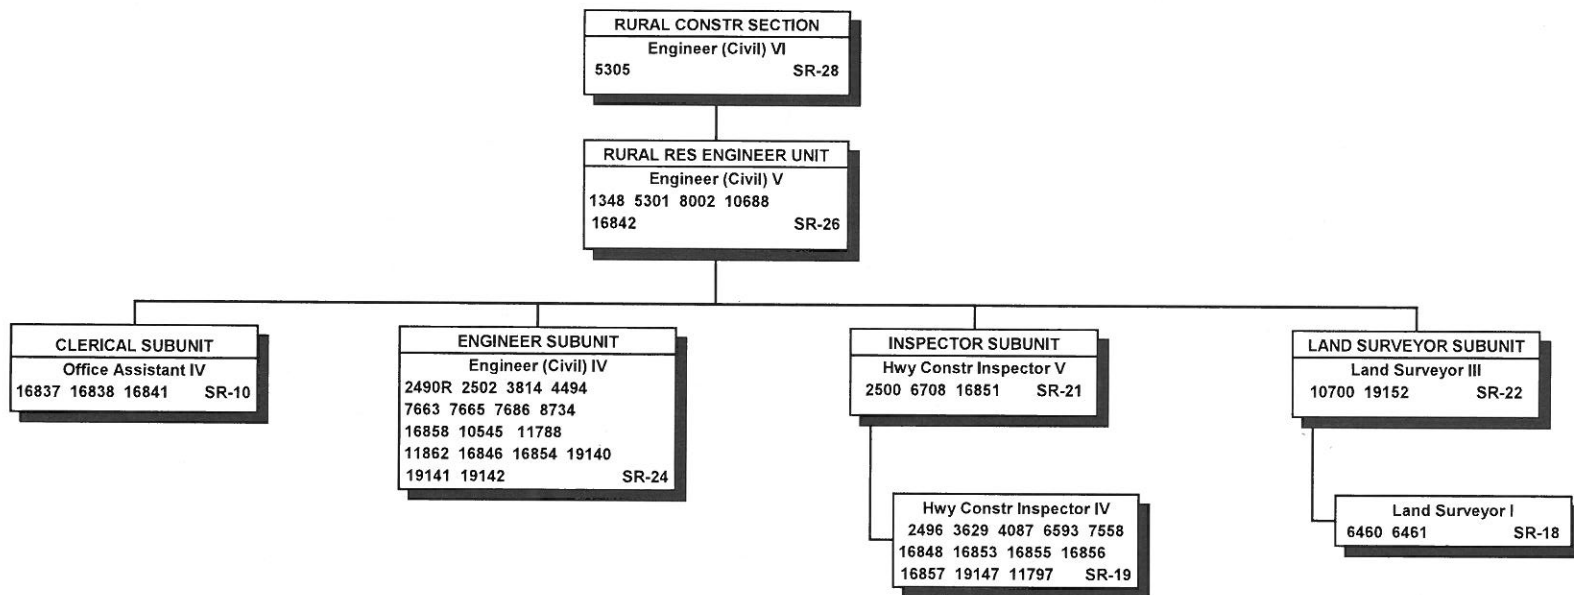 RURAL CONSTR SECTION
Engineer (Civil) VI
5305 SR-28
RURAL RES ENGINEER UNIT
Engineer (Civil) V
1348 5301 8002 10688
16842 SR-26
CLERICAL SUBUNIT
Office Assistant IV
16837 16838 16841 SR-10
ENGINEER SUBUNIT
Engineer (Civil) IV
2490R 2502 3814 4494
7663 7665 7686 8734
16858 10545 11788
11862 16846 16854 19140
19141 19142 SR-24
INSPECTOR SUBUNIT
Hwy Constr Inspector V
2500 6708 16851 SR-21
Hwy Constr Inspector IV
2496 3629 4087 6593 7558
16848 16853 16855 16856
16857 19147 11797 SR-19
LAND SURVEYOR SUBUNIT
Land Surveyor III
10700 19152 SR-22
Land Surveyor I
6460 6461 SR-18